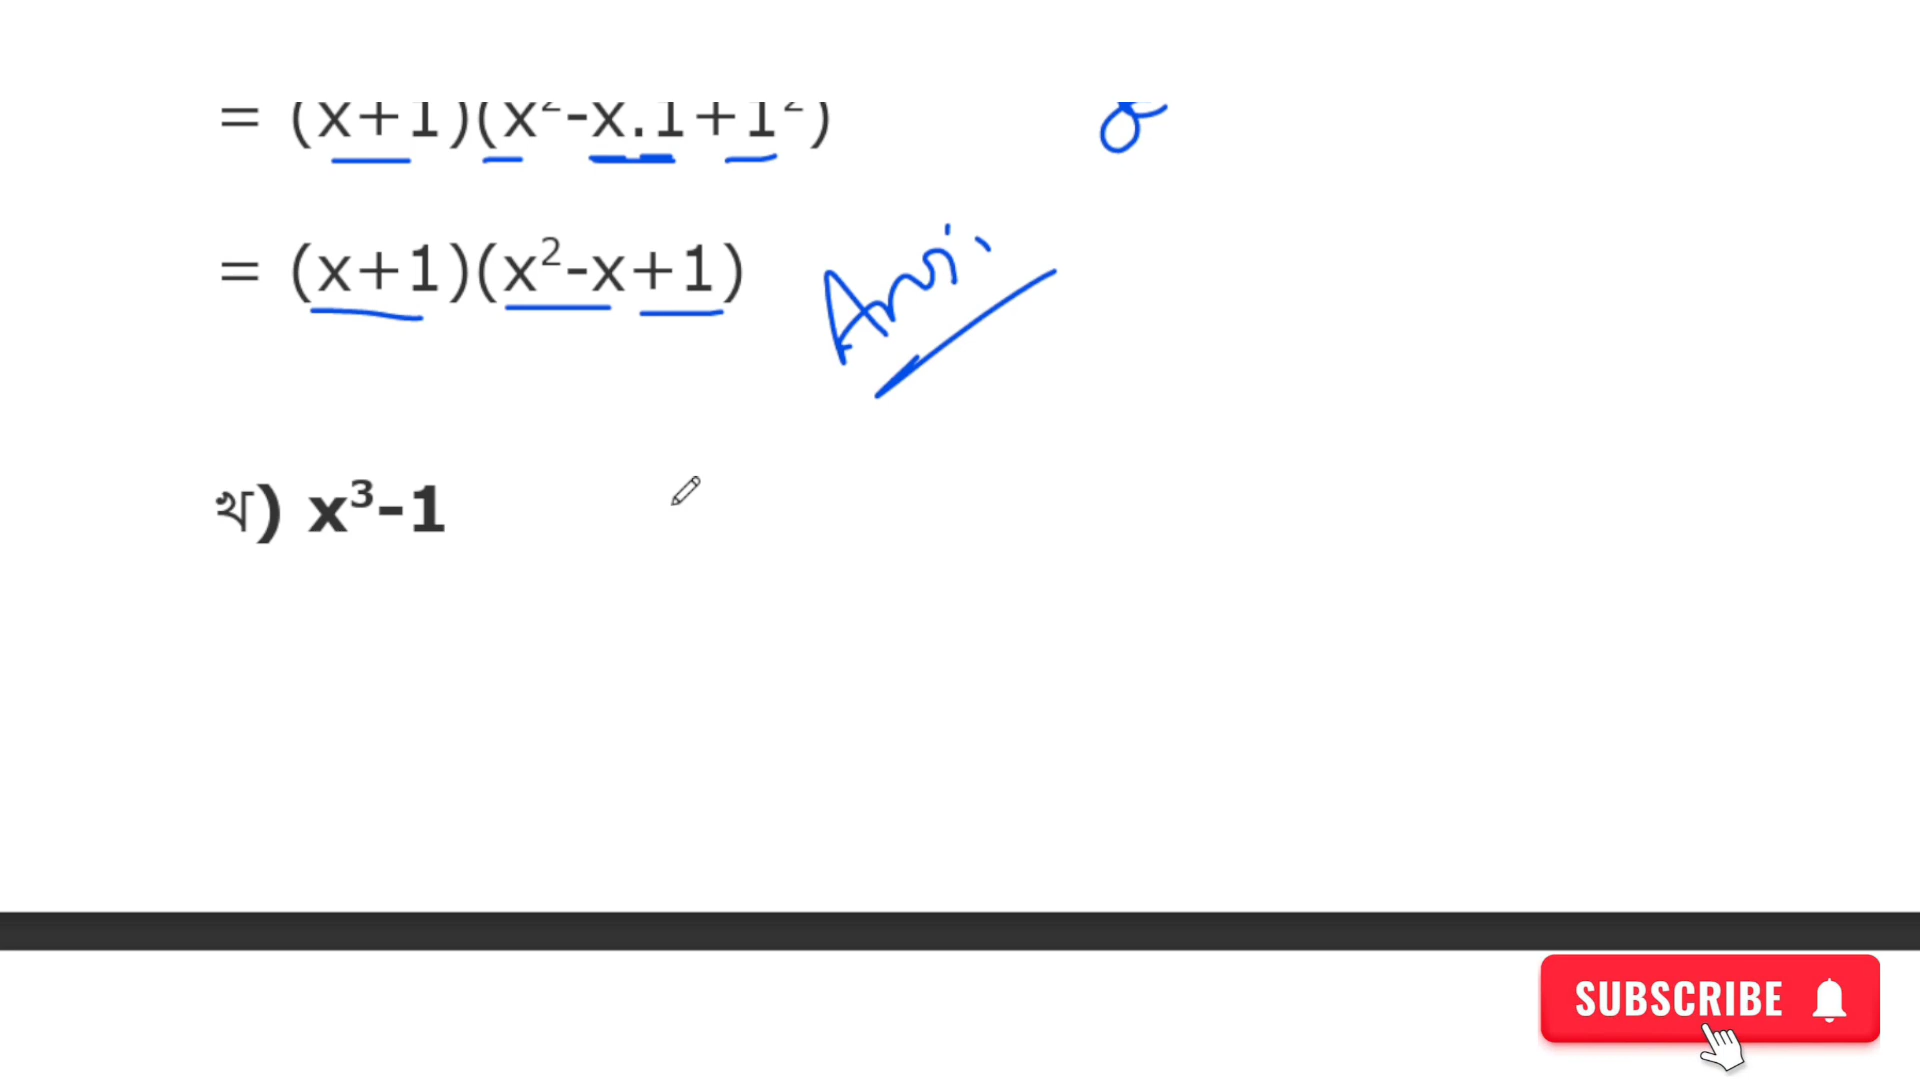 = (x+1)(x²-x.1+1²)
= (x+1)(x²-x+1) Ans:
খ) x³-1
SUBSCRIBE